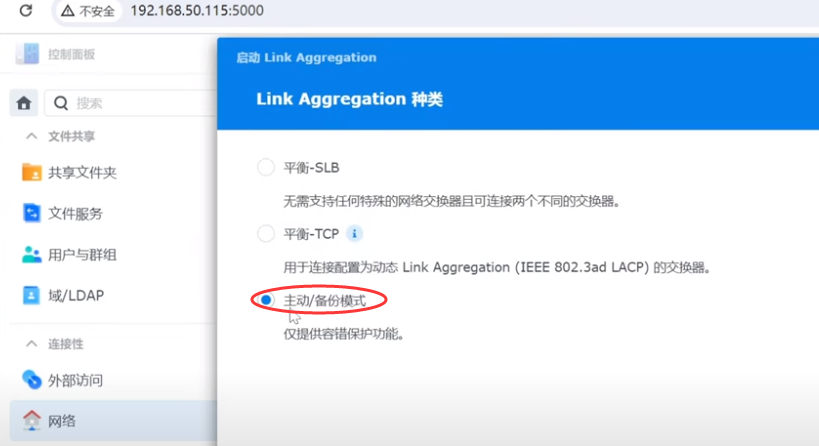 不安全 192.168.50.115:5000
控制面板
搜索
文件共享
共享文件夹
文件服务
用户与群组
域/LDAP
连接性
外部访问
网络
启动 Link Aggregation
Link Aggregation 种类
平衡-SLB
无需支持任何特殊的网络交换器且可连接两个不同的交换器。
平衡-TCP
用于连接配置为动态 Link Aggregation (IEEE 802.3ad LACP) 的交换器。
主动/备份模式
仅提供容错保护功能。